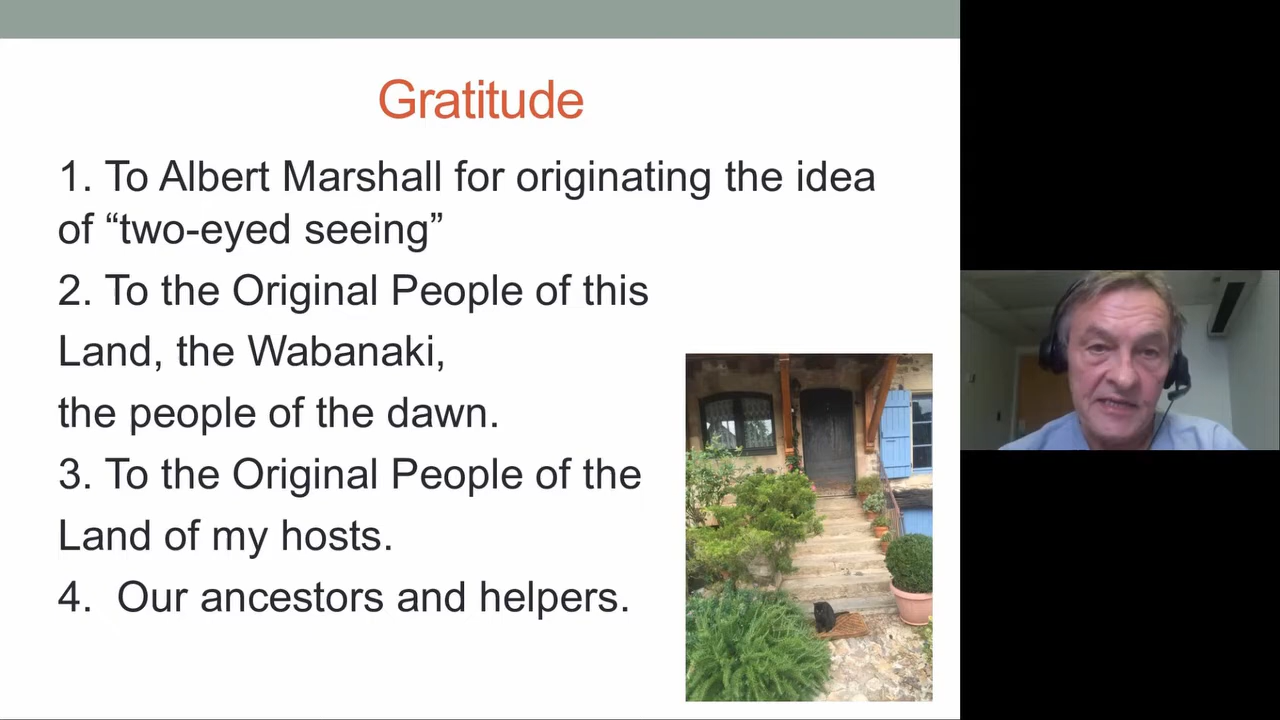 Gratitude
1. To Albert Marshall for originating the idea
of “two-eyed seeing”
2. To the Original People of this
Land, the Wabanaki,
the people of the dawn.
3. To the Original People of the
Land of my hosts.
4.  Our ancestors and helpers.